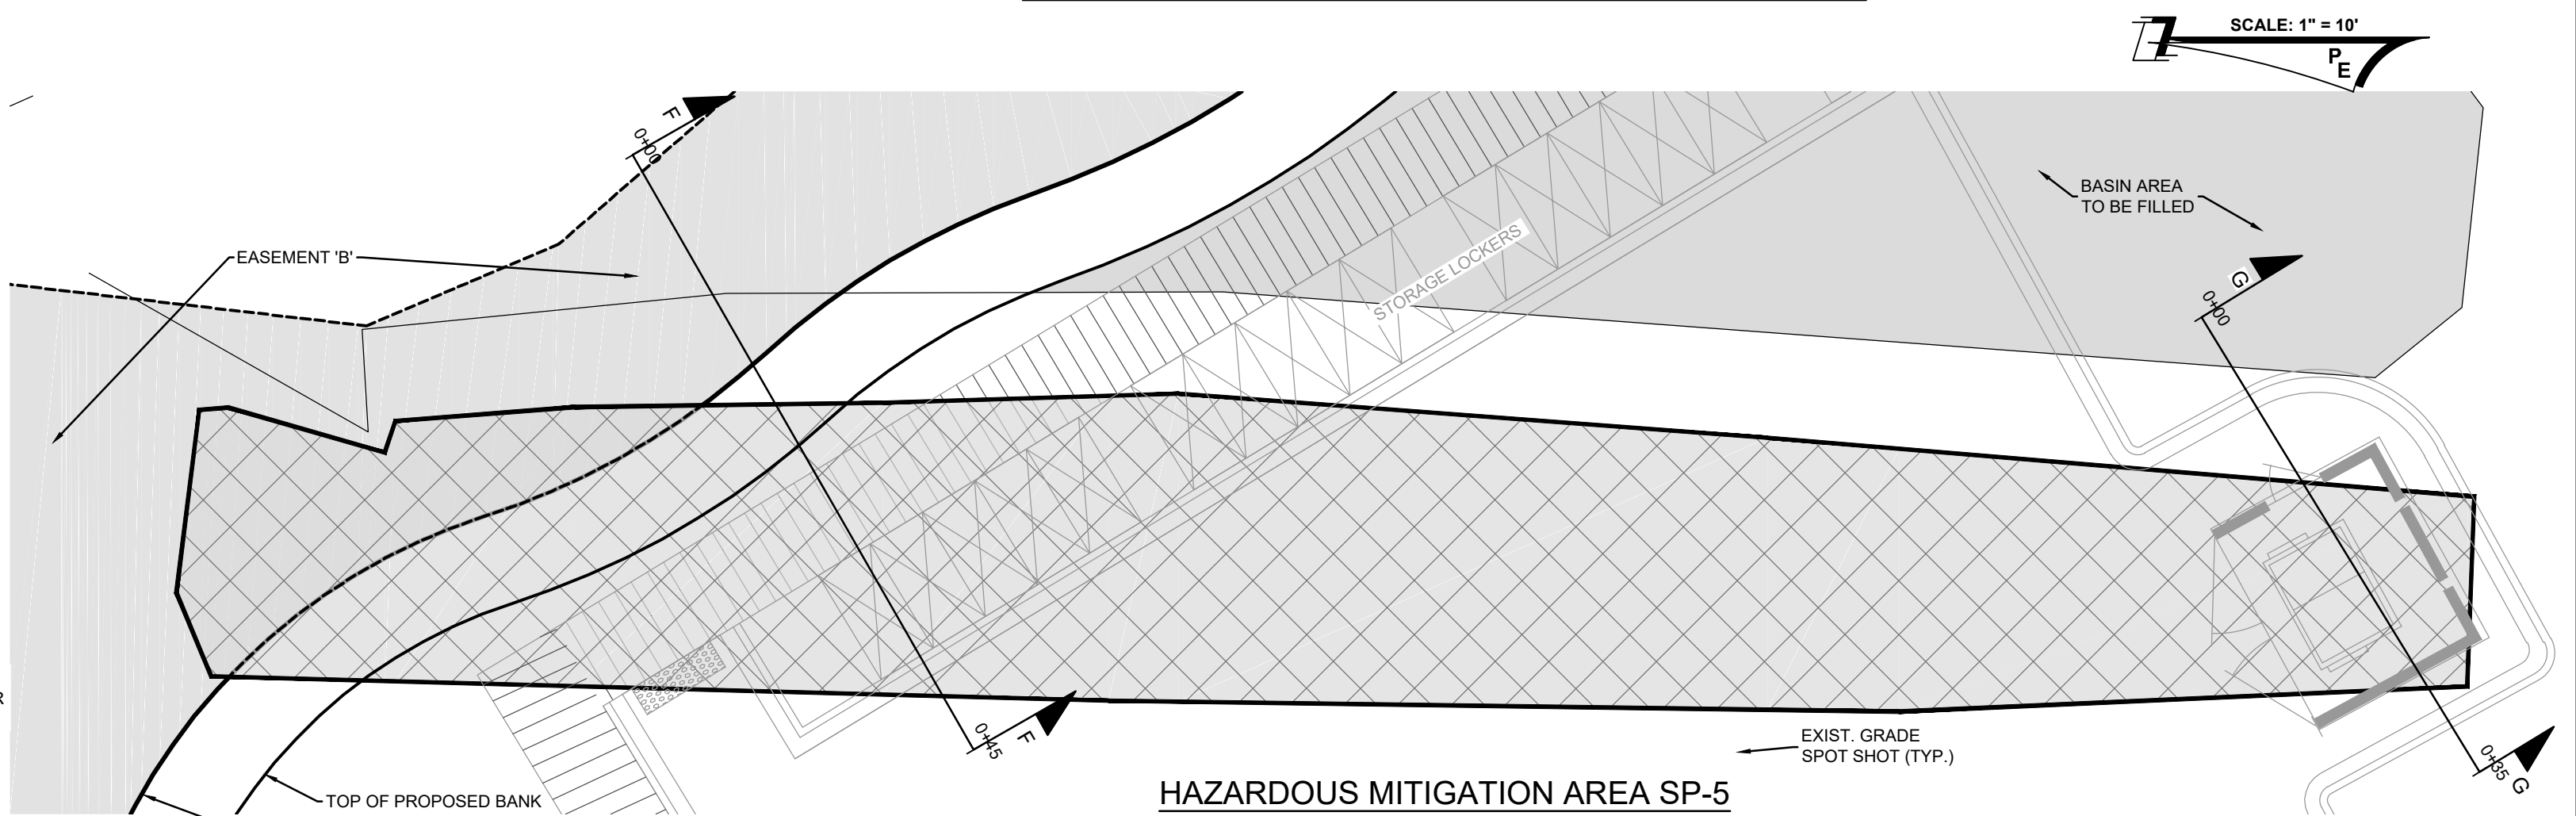 SCALE: 1" = 10'
P
E
F
0+00
BASIN AREA
TO BE FILLED
EASEMENT 'B'
STORAGE LOCKERS
G
0+00
R
0+45
F
EXIST. GRADE
SPOT SHOT (TYP.)
0+35
G
HAZARDOUS MITIGATION AREA SP-5
TOP OF PROPOSED BANK